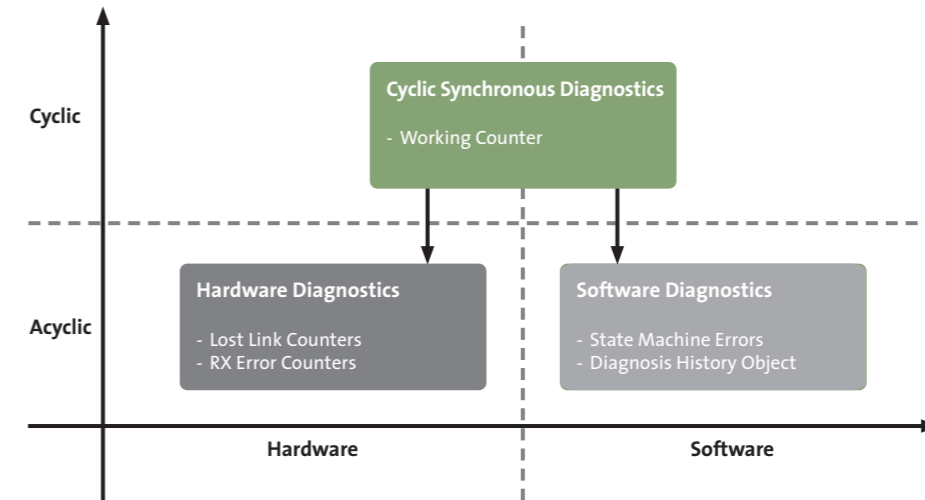 Cyclic Synchronous Diagnostics
Cyclic
- Working Counter
Hardware Diagnostics
Software Diagnostics
Acyclic
- Lost Link Counters
- RX Error Counters
- State Machine Errors
- Diagnosis History Object
Hardware
Software